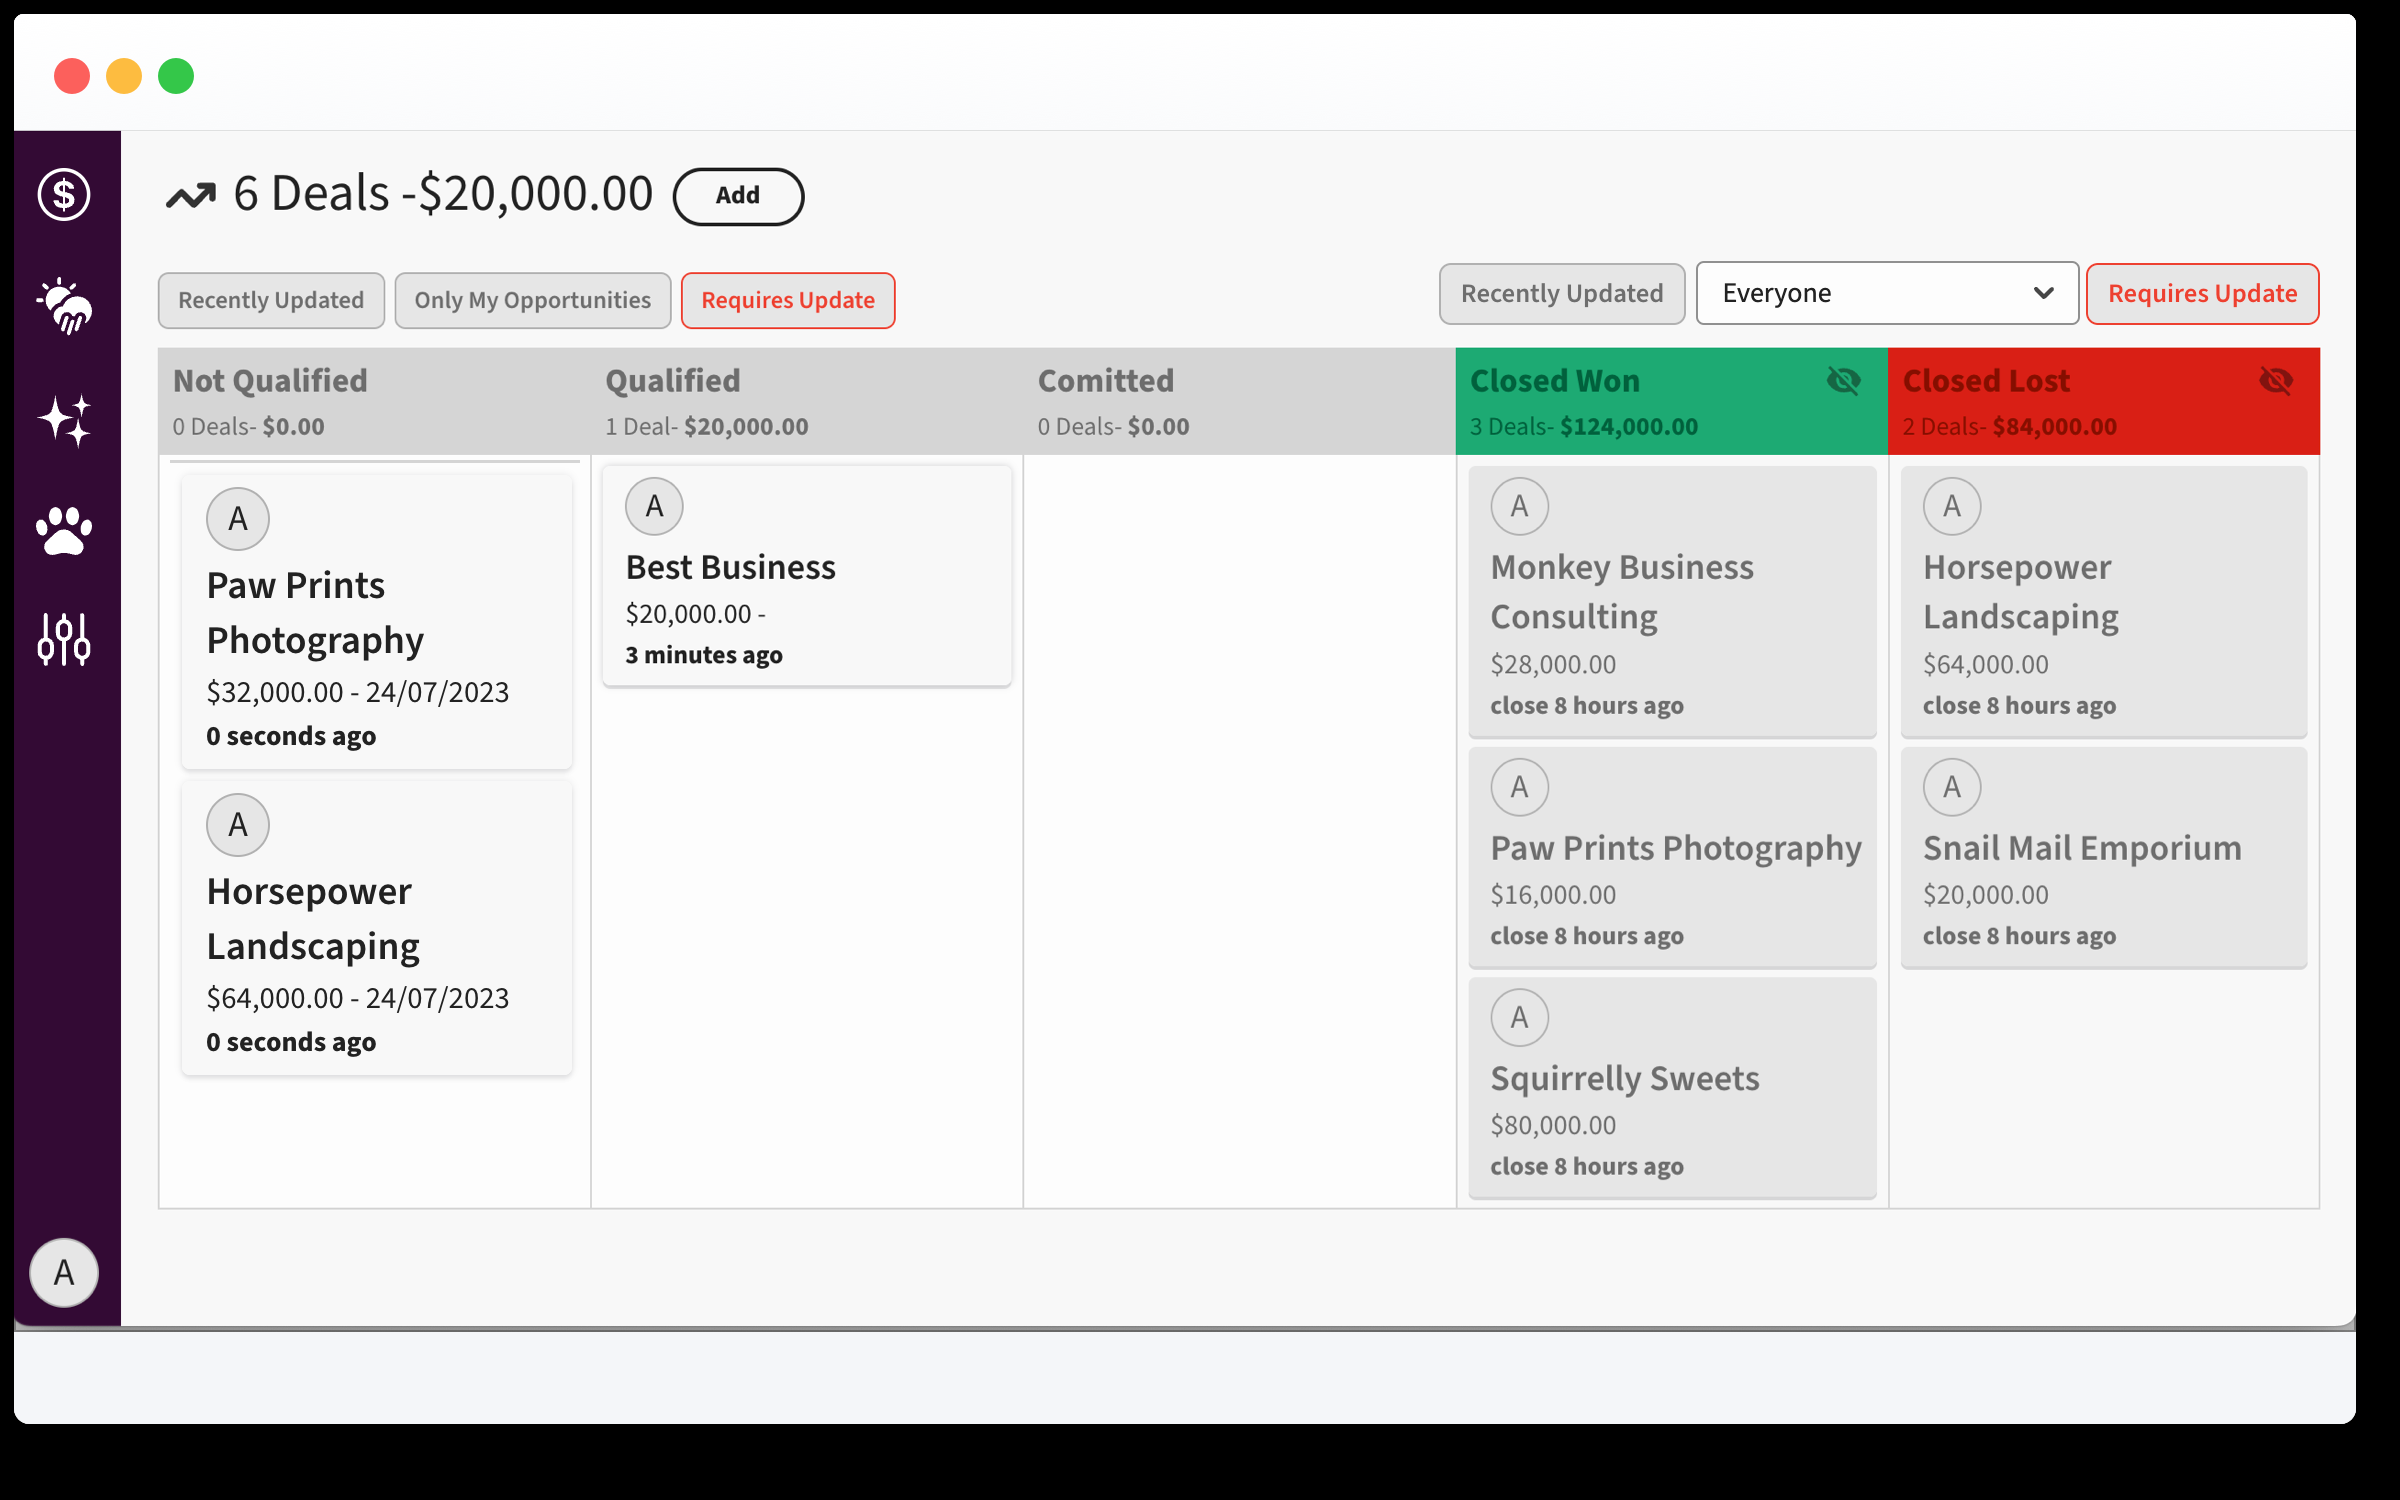 $
6 Deals -$20,000.00
Add
Recently Updated
Only My Opportunities
Requires Update
Recently Updated
Everyone
Requires Update
Not Qualified
0 Deals- $0.00
Qualified
1 Deal- $20,000.00
Comitted
0 Deals- $0.00
Closed Won
3 Deals- $124,000.00
Closed Lost
2 Deals- $84,000.00
A
Paw Prints
Photography
$32,000.00 - 24/07/2023
0 seconds ago
A
Horsepower
Landscaping
$64,000.00 - 24/07/2023
0 seconds ago
A
Best Business
$20,000.00 -
3 minutes ago
A
Monkey Business
Consulting
$28,000.00
close 8 hours ago
A
Paw Prints Photography
$16,000.00
close 8 hours ago
A
Squirrelly Sweets
$80,000.00
close 8 hours ago
A
Horsepower
Landscaping
$64,000.00
close 8 hours ago
A
Snail Mail Emporium
$20,000.00
close 8 hours ago
A